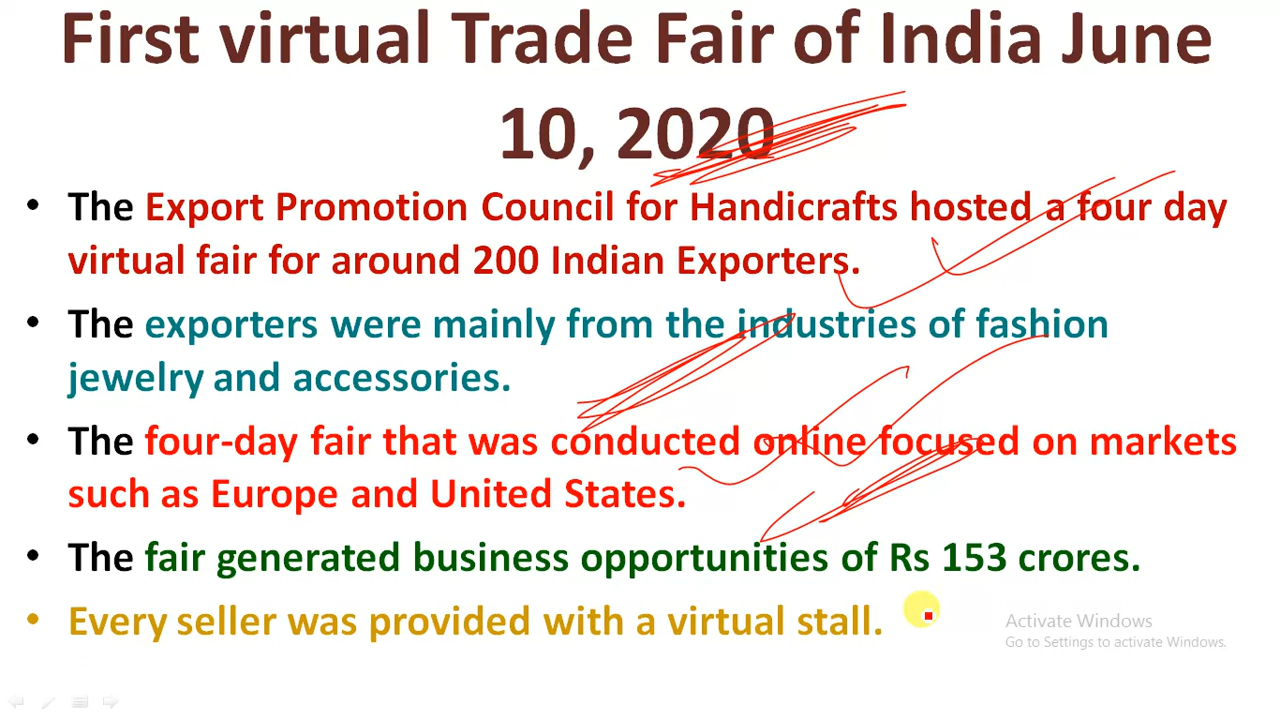 First virtual Trade Fair of India June
10, 2020
• The Export Promotion Council for Handicrafts hosted a four day
virtual fair for around 200 Indian Exporters.
• The exporters were mainly from the industries of fashion
jewelry and accessories.
• The four-day fair that was conducted online focused on markets
such as Europe and United States.
• The fair generated business opportunities of Rs 153 crores.
• Every seller was provided with a virtual stall.
Activate Windows
Go to Settings to activate Windows.